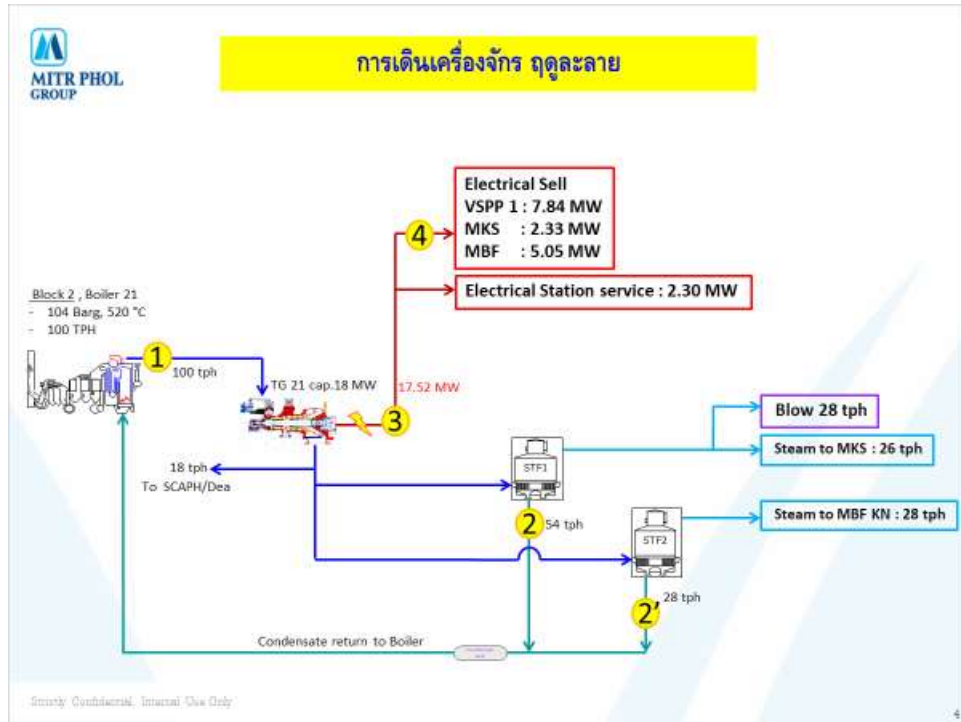 MITR PHOL
GROUP
การเดินเครื่องจักร ฤดูละลาย
Electrical Sell
VSPP 1 : 7.84 MW
MKS : 2.33 MW
MBF : 5.05 MW
4
Electrical Station service : 2.30 MW
Block 2 , Boiler 21
- 104 Barg, 520 °C
- 100 TPH
1
100 tph
TG 21 cap.18 MW
17.52 MW
3
Blow 28 tph
STF1
Steam to MKS : 26 tph
18 tph
To SCAPH/Dea
2
54 tph
Steam to MBF KN : 28 tph
STF2
28 tph
2'
Condensate return to Boiler
Strictly Confidential. Internal Use Only
4